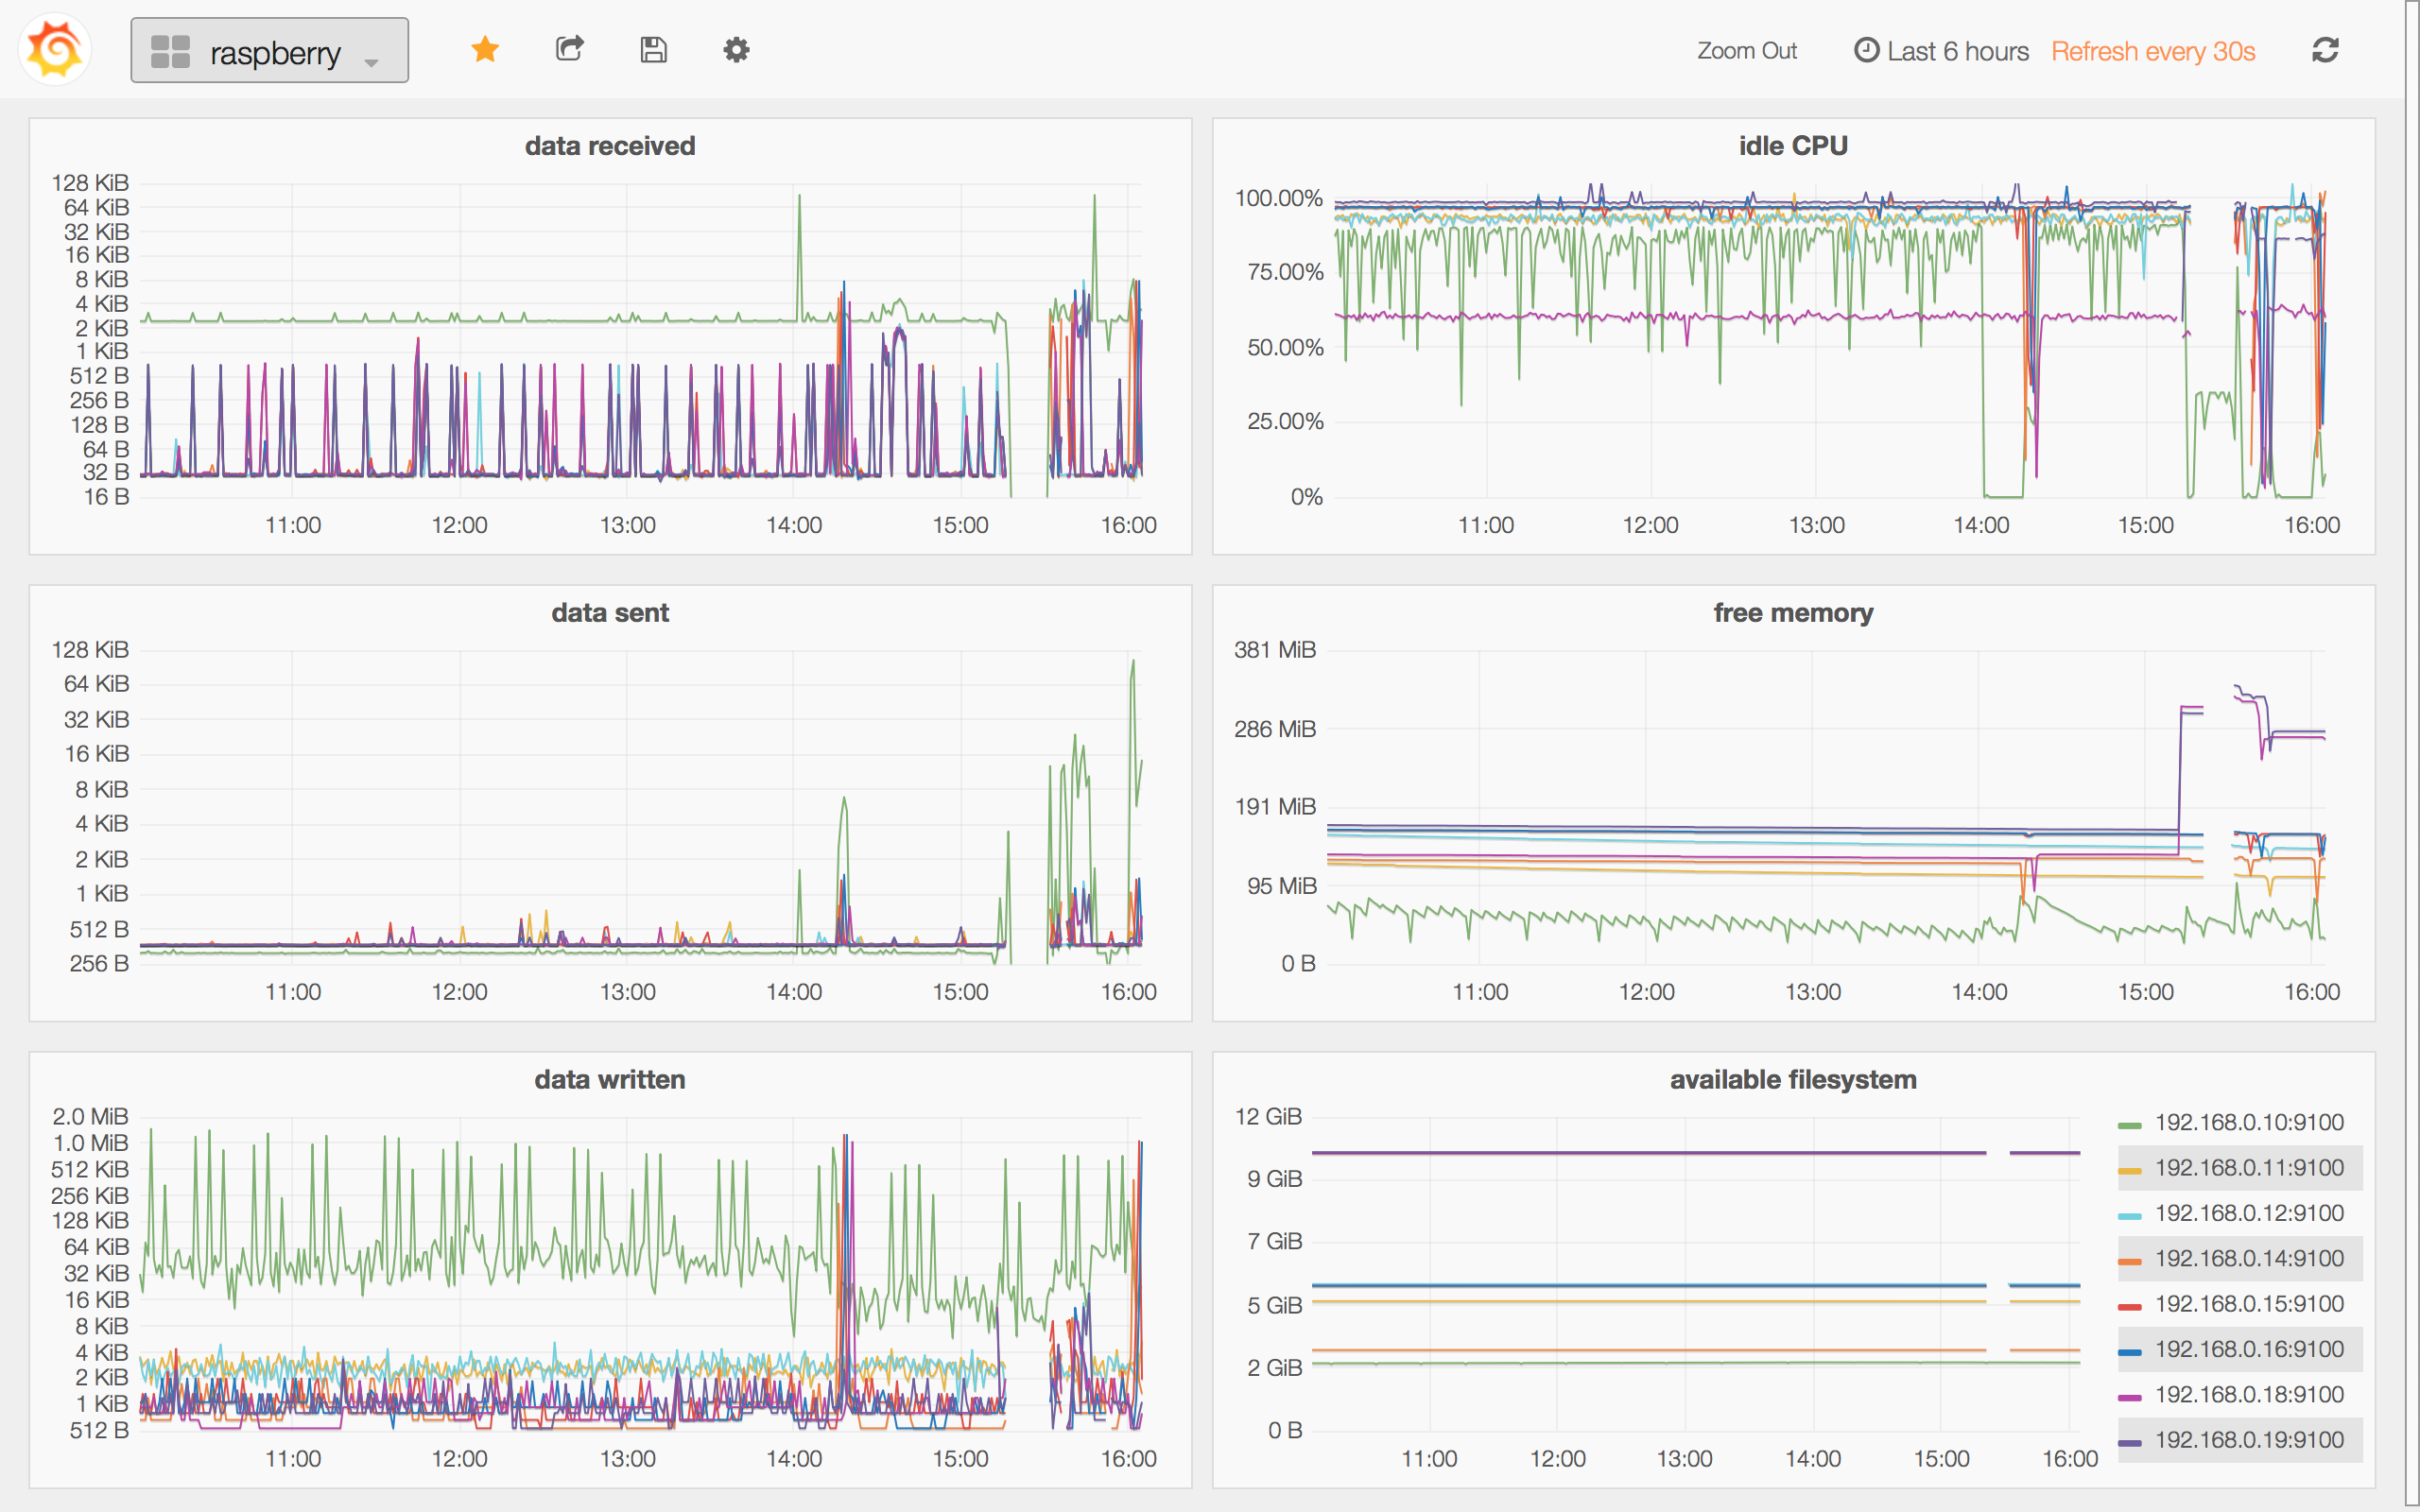 raspberry
Zoom Out
Last 6 hours
Refresh every 30s
data received
128 KiB
64 KiB
32 KiB
16 KiB
8 KiB
4 KiB
2 KiB
1 KiB
512 B
256 B
128 B
64 B
32 B
16 B
11:00 12:00 13:00 14:00 15:00 16:00
idle CPU
100.00%
75.00%
50.00%
25.00%
0%
11:00 12:00 13:00 14:00 15:00 16:00
data sent
128 KiB
64 KiB
32 KiB
16 KiB
8 KiB
4 KiB
2 KiB
1 KiB
512 B
256 B
11:00 12:00 13:00 14:00 15:00 16:00
free memory
381 MiB
286 MiB
191 MiB
95 MiB
0 B
11:00 12:00 13:00 14:00 15:00 16:00
data written
2.0 MiB
1.0 MiB
512 KiB
256 KiB
128 KiB
64 KiB
32 KiB
16 KiB
8 KiB
4 KiB
2 KiB
1 KiB
512 B
11:00 12:00 13:00 14:00 15:00 16:00
available filesystem
12 GiB
9 GiB
7 GiB
5 GiB
2 GiB
0 B
11:00 12:00 13:00 14:00 15:00 16:00
192.168.0.10:9100
192.168.0.11:9100
192.168.0.12:9100
192.168.0.14:9100
192.168.0.15:9100
192.168.0.16:9100
192.168.0.18:9100
192.168.0.19:9100